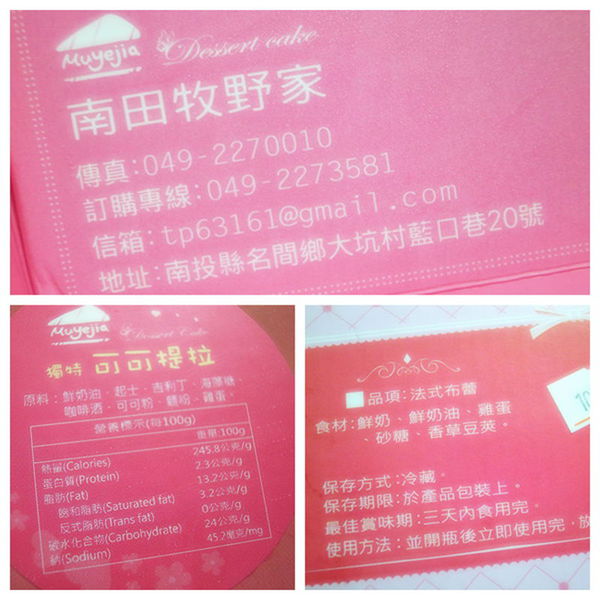 Muyejia
Dessert cake
南田牧野家
傳真:049-2270010
訂購專線:049-2273581
信箱:tp63161@gmail.com
地址:南投縣名間鄉大坑村藍口巷20號
Muyejia
Dessert Cake
獨特 可可提拉
原料:鮮奶油、起士、吉利丁、海藻糖、
咖啡酒、可可粉、麵粉、雞蛋。
營養標示(每100g)
重量:100g
熱量(Calories) 245.8公克/g
蛋白質(Protein) 2.3公克/g
脂肪(Fat) 13.2公克/g
飽和脂肪(Saturated fat) 3.2公克/g
反式脂肪(Trans fat) 0公克/g
碳水化合物(Carbohydrate) 24公克/g
鈉(Sodium) 45.2毫克/mg
品項:法式布蕾
食材:鮮奶、鮮奶油、雞蛋
、砂糖、香草豆莢。
保存方式:冷藏。
保存期限:於產品包裝上。
最佳賞味期:三天內食用完。
使用方法:並開瓶後立即使用完,放